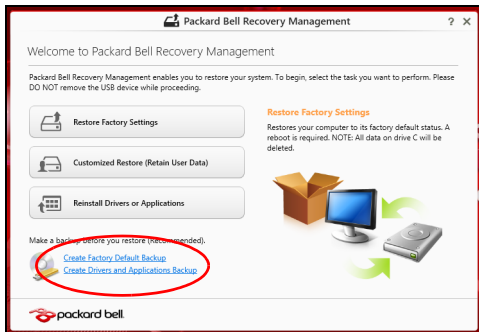 Packard Bell Recovery Management
? X
Welcome to Packard Bell Recovery Management
Packard Bell Recovery Management enables you to restore your system. To begin, select the task you want to perform. Please
DO NOT remove the USB device while proceeding.
Restore Factory Settings
Customized Restore (Retain User Data)
Reinstall Drivers or Applications
Restore Factory Settings
Restores your computer to its factory default status. A
reboot is required. NOTE: All data on drive C will be
deleted.
Make a backup before you restore (Recommended).
Create Factory Default Backup
Create Drivers and Applications Backup
packard bell